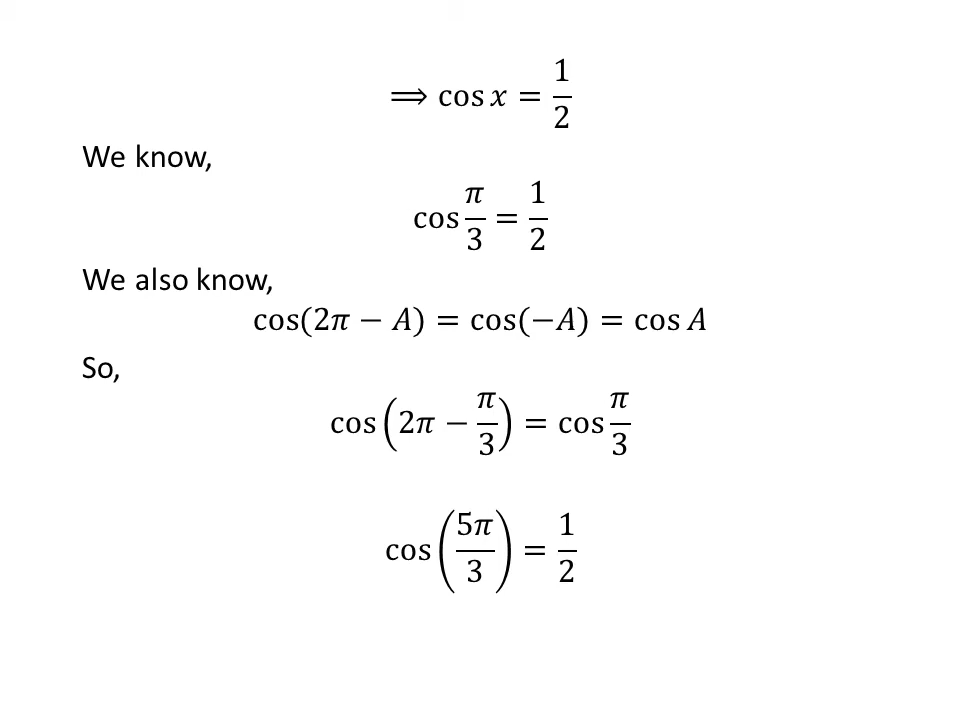 ⟹ cos 𝑥 = 1/2
We know,
cos π/3 = 1/2
We also know,
cos(2π − A) = cos(−A) = cos A
So,
cos (2π − π/3) = cos π/3
cos (5π/3) = 1/2